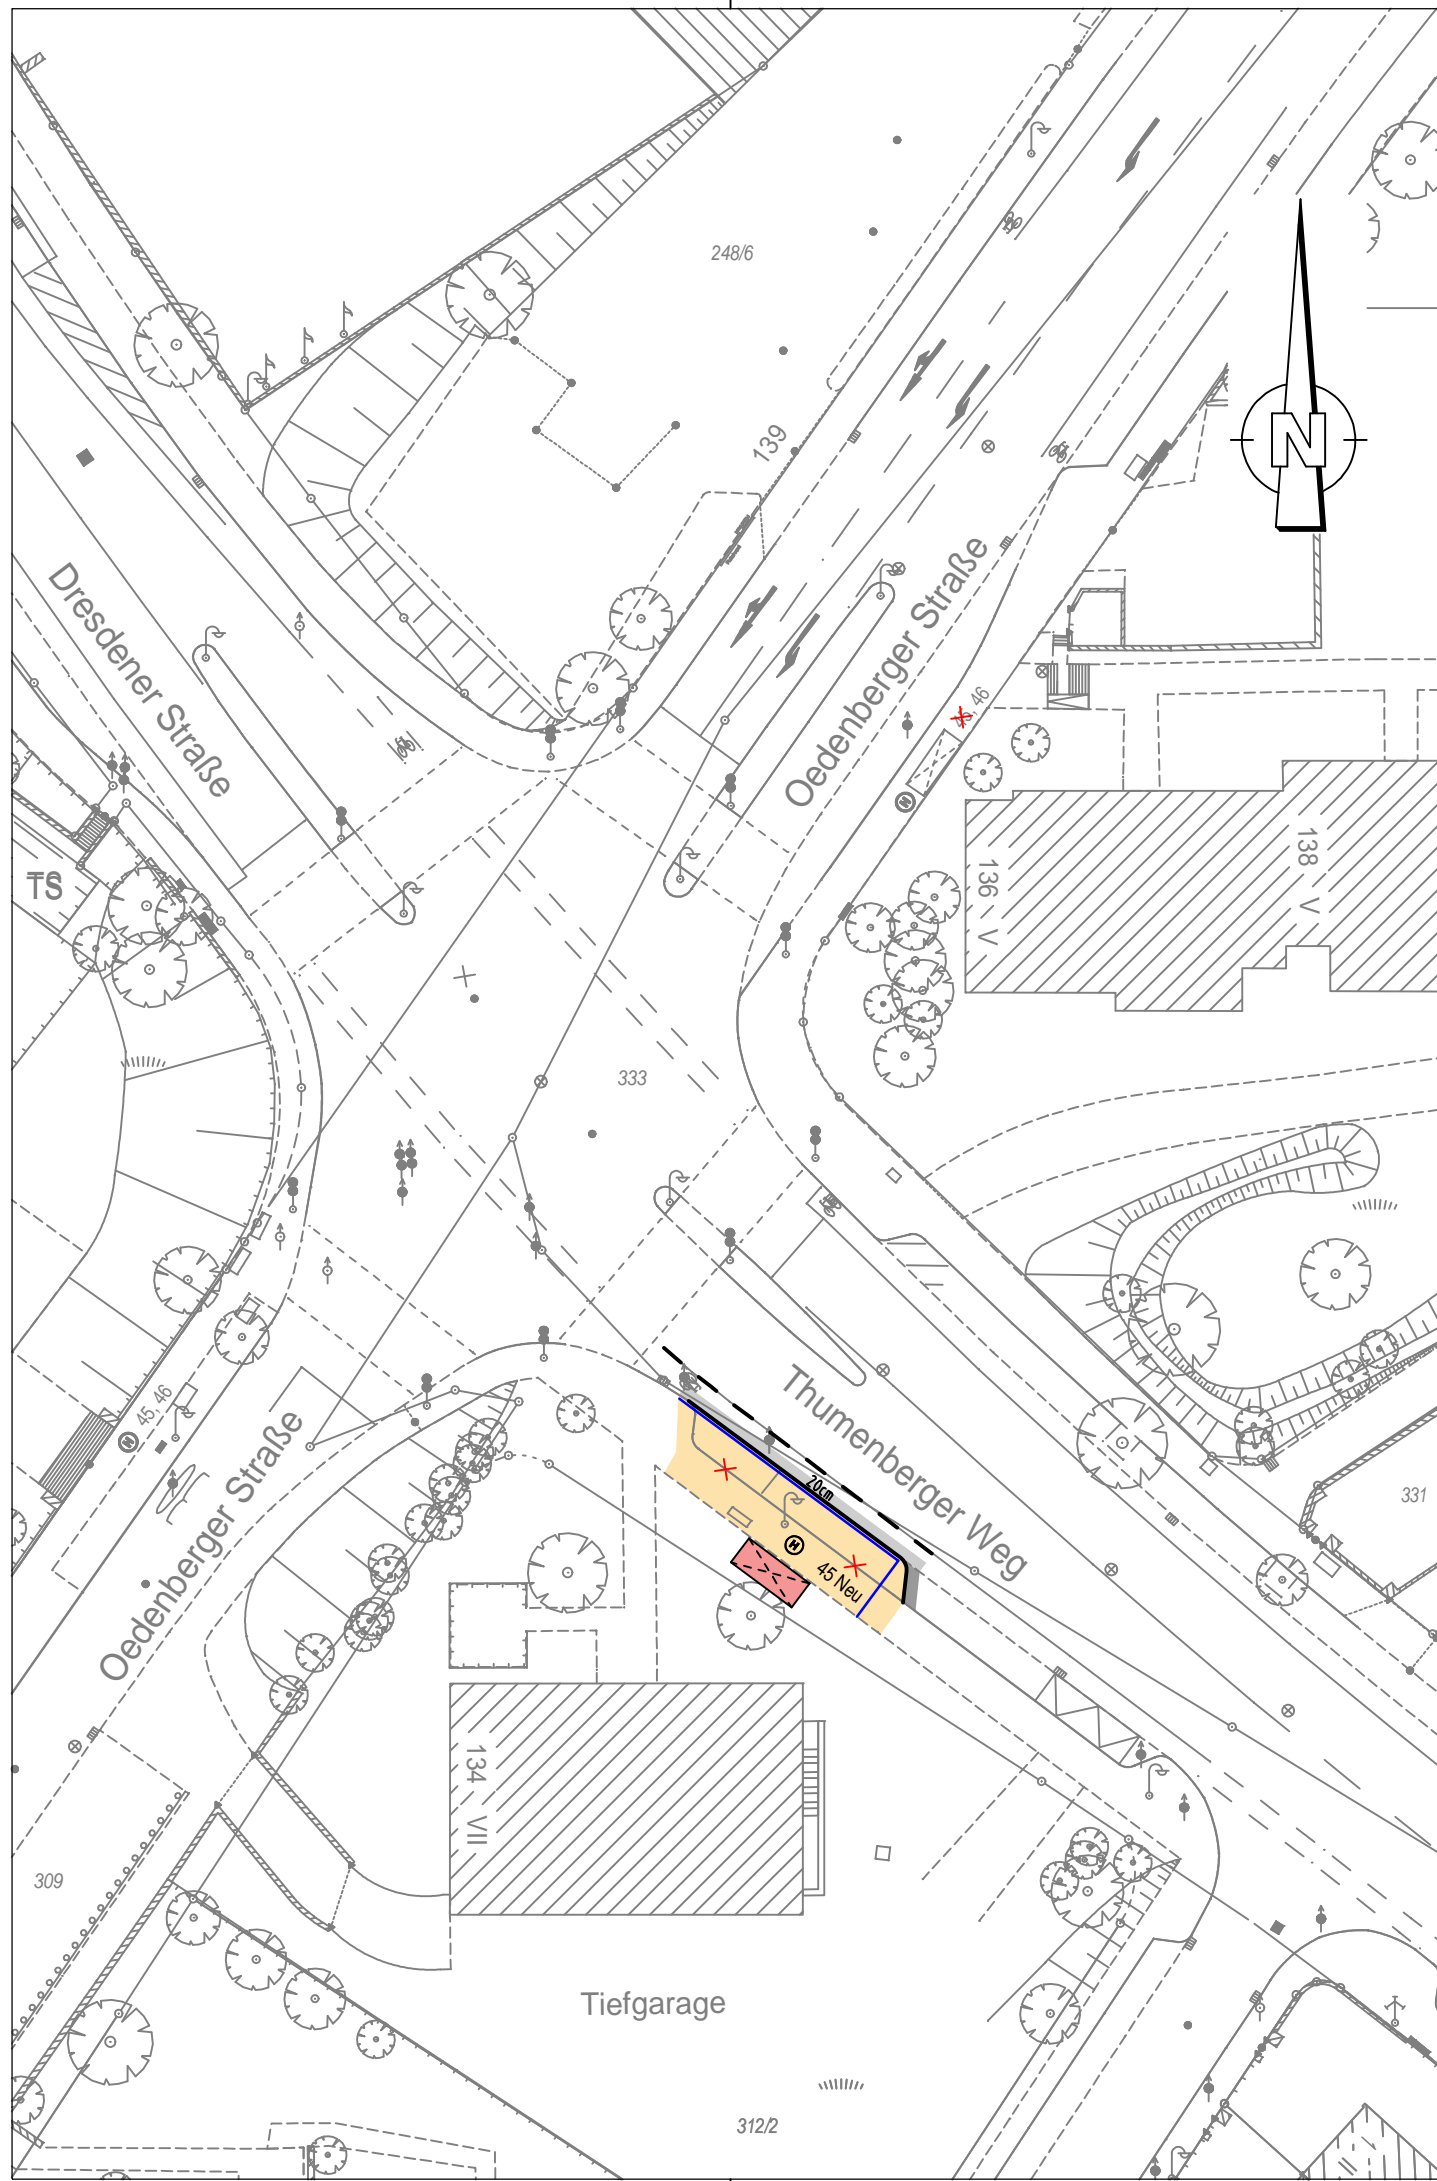 248/6
N
139
Dresdener Straße
Oedenberger Straße
45, 46
136 V
138 V
TS
333
Thumenberger Weg
45, 46
H
H
Oedenberger Straße
20cm
H
45 Neu
331
134 VII
309
Tiefgarage
312/2